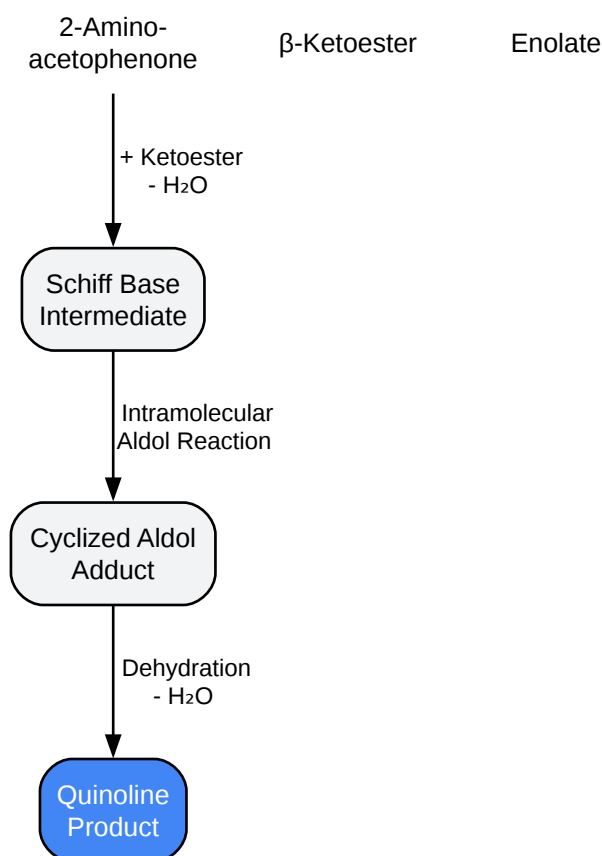 2-Amino-
acetophenone
β-Ketoester
Enolate
+ Ketoester
- H₂O
Schiff Base
Intermediate
Intramolecular
Aldol Reaction
Cyclized Aldol
Adduct
Dehydration
- H₂O
Quinoline
Product